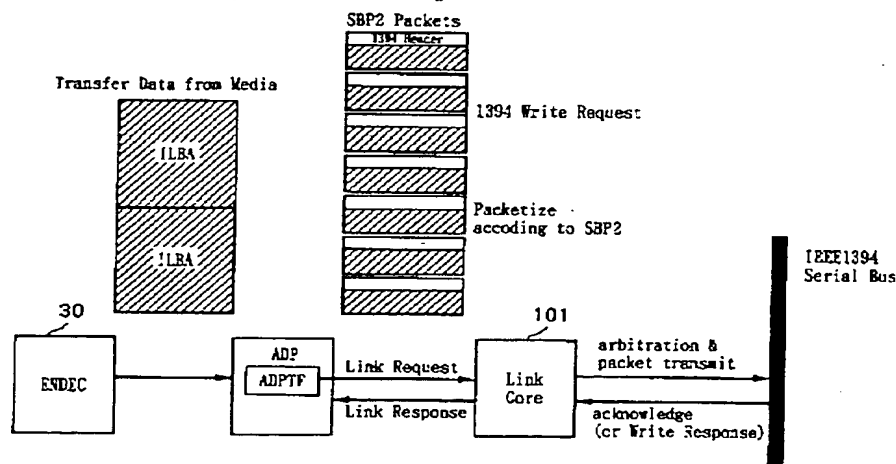 SBP2 Packets
1394 Header
Transfer Data from Media
1LBA
1LBA
1394 Write Request
Packetize
accoding to SBP2
IEEE1394
Serial Bus
30
ENDEC
ADP
ADPTF
Link Request
Link Response
101
Link
Core
arbitration &
packet transmit
acknowledge
(or Write Response)